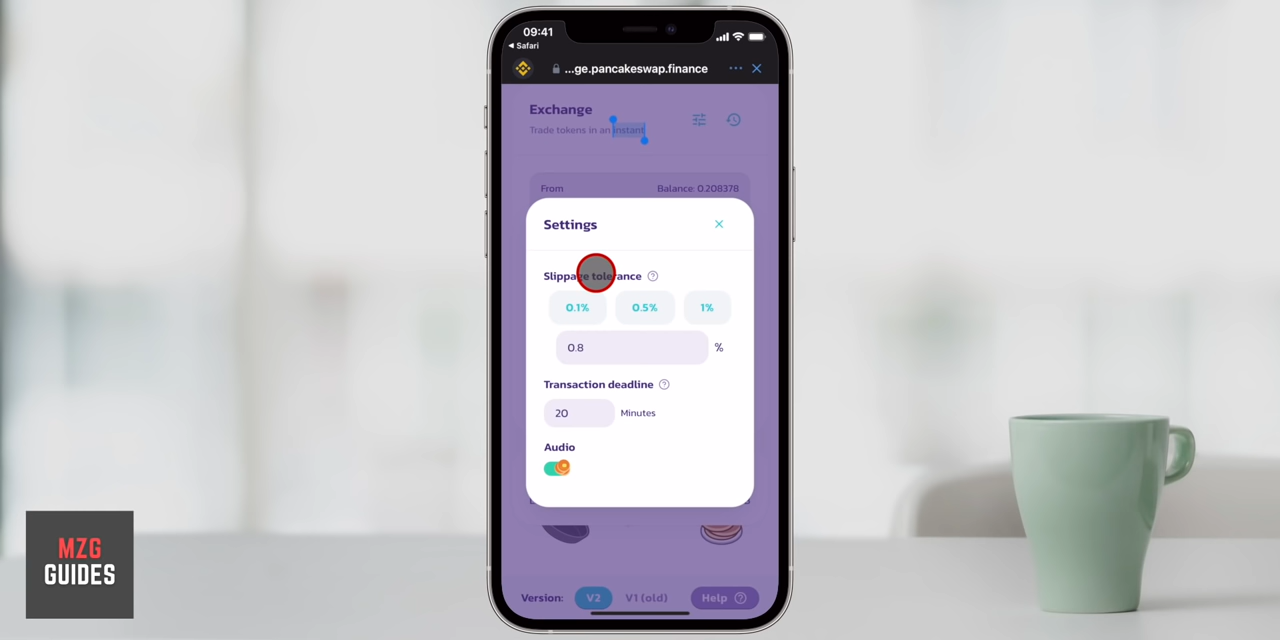 09:41
Safari
...ge.pancakeswap.finance
Exchange
Trade tokens in an instant
From Balance: 0.208378
Settings
Slippage tolerance
0.1% 0.5% 1%
0.8 %
Transaction deadline
20 Minutes
Audio
Version: V2 V1 (old) Help
MZG
GUIDES